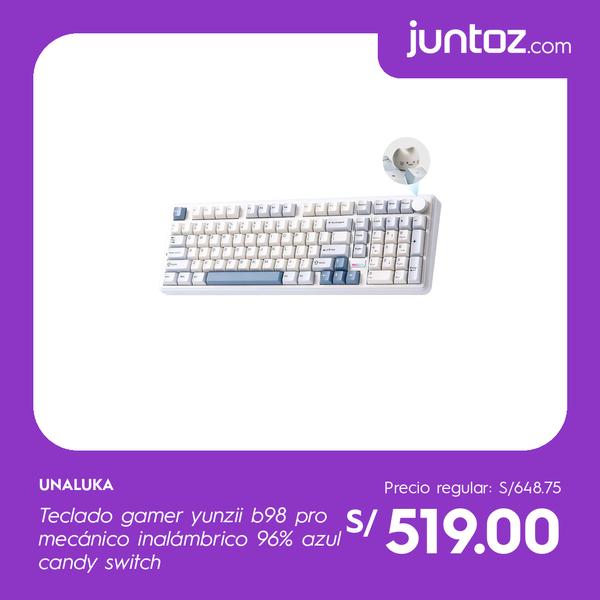 juntoz.com
UNALUKA
Precio regular: S/648.75
Teclado gamer yunzii b98 pro
mecánico inalámbrico 96% azul
candy switch
S/ 519.00